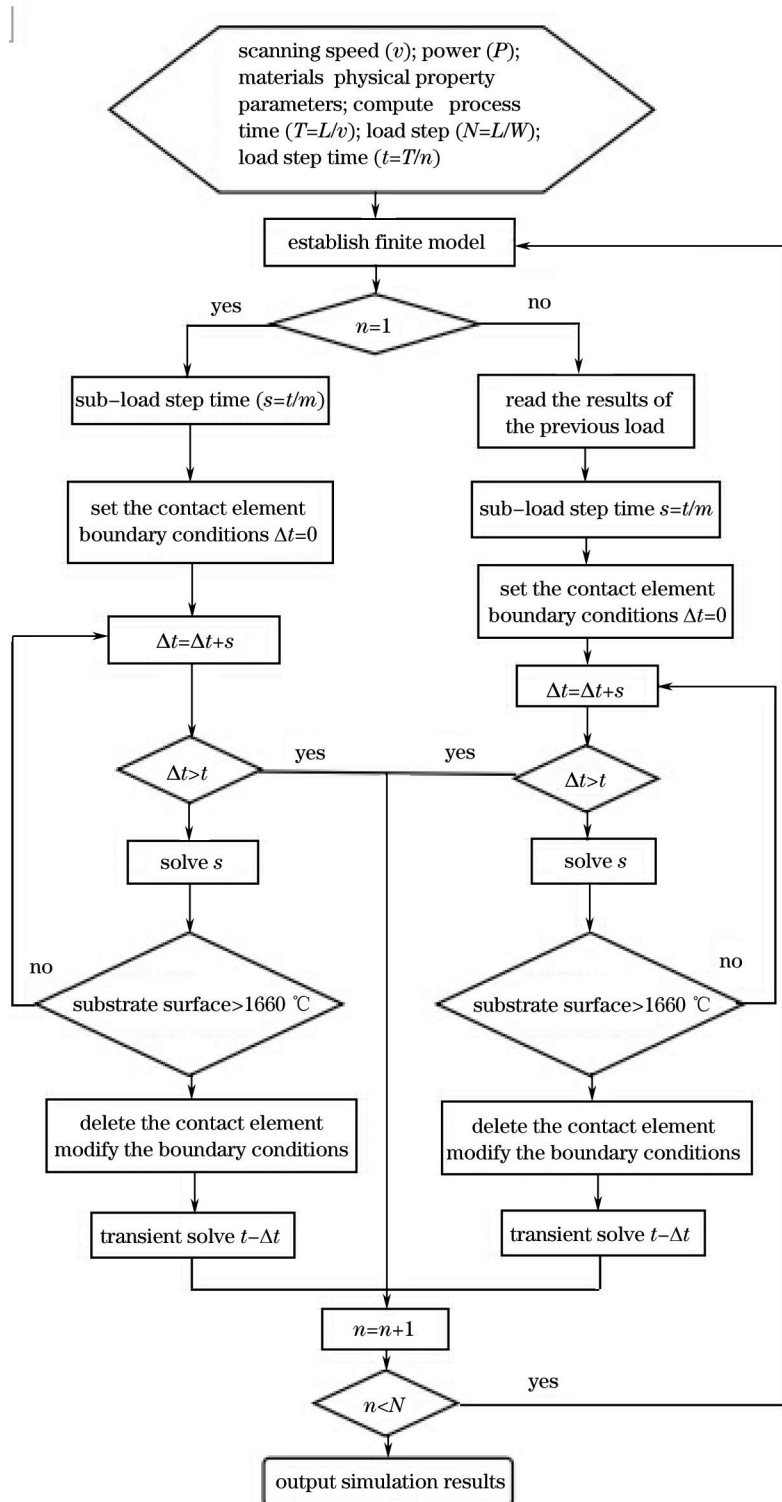 scanning speed (v); power (P);
materials physical property
parameters; compute process
time (T=L/v); load step (N=L/W);
load step time (t=T/n)
establish finite model
yes
no
n=1
sub-load step time (s=t/m)
set the contact element
boundary conditions Δt=0
Δt=Δt+s
Δt>t
yes
solve s
no
substrate surface>1660 ℃
delete the contact element
modify the boundary conditions
transient solve t-Δt
read the results of
the previous load
sub-load step time s=t/m
set the contact element
boundary conditions Δt=0
Δt=Δt+s
yes
Δt>t
solve s
no
substrate surface>1660 ℃
delete the contact element
modify the boundary conditions
transient solve t-Δt
n=n+1
n<N
yes
output simulation results